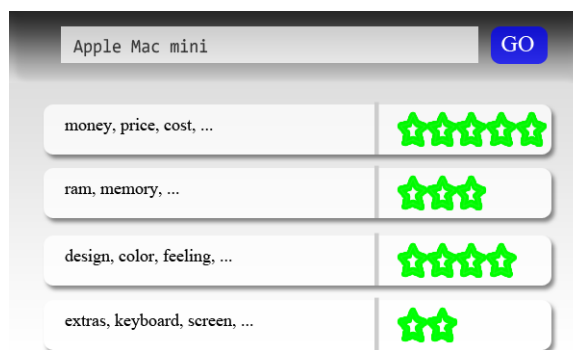 Apple Mac mini
GO
money, price, cost, ...
ram, memory, ...
design, color, feeling, ...
extras, keyboard, screen, ...